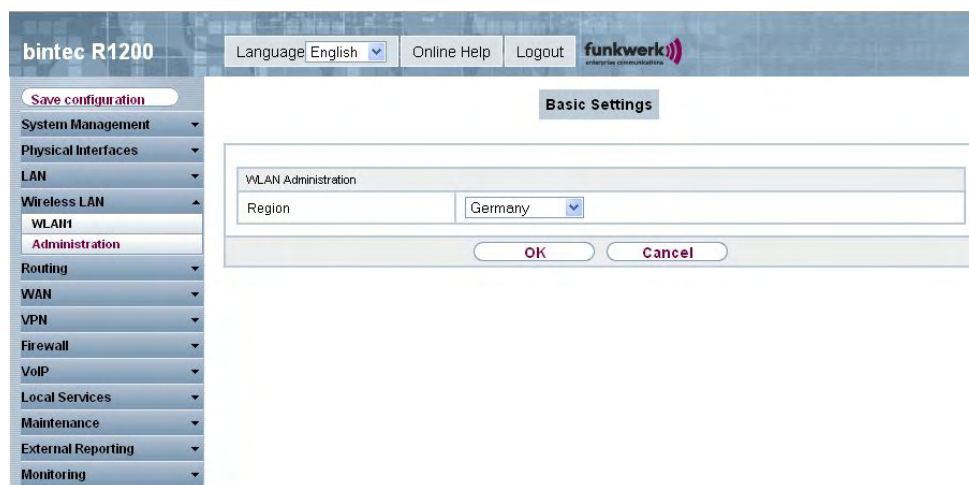 bintec R1200
Language English
Online Help
Logout
funkwerk
enterprise communications
Save configuration
System Management
Physical Interfaces
LAN
Wireless LAN
WLAN1
Administration
Routing
WAN
VPN
Firewall
VoIP
Local Services
Maintenance
External Reporting
Monitoring
Basic Settings
WLAN Administration
Region Germany
OK Cancel